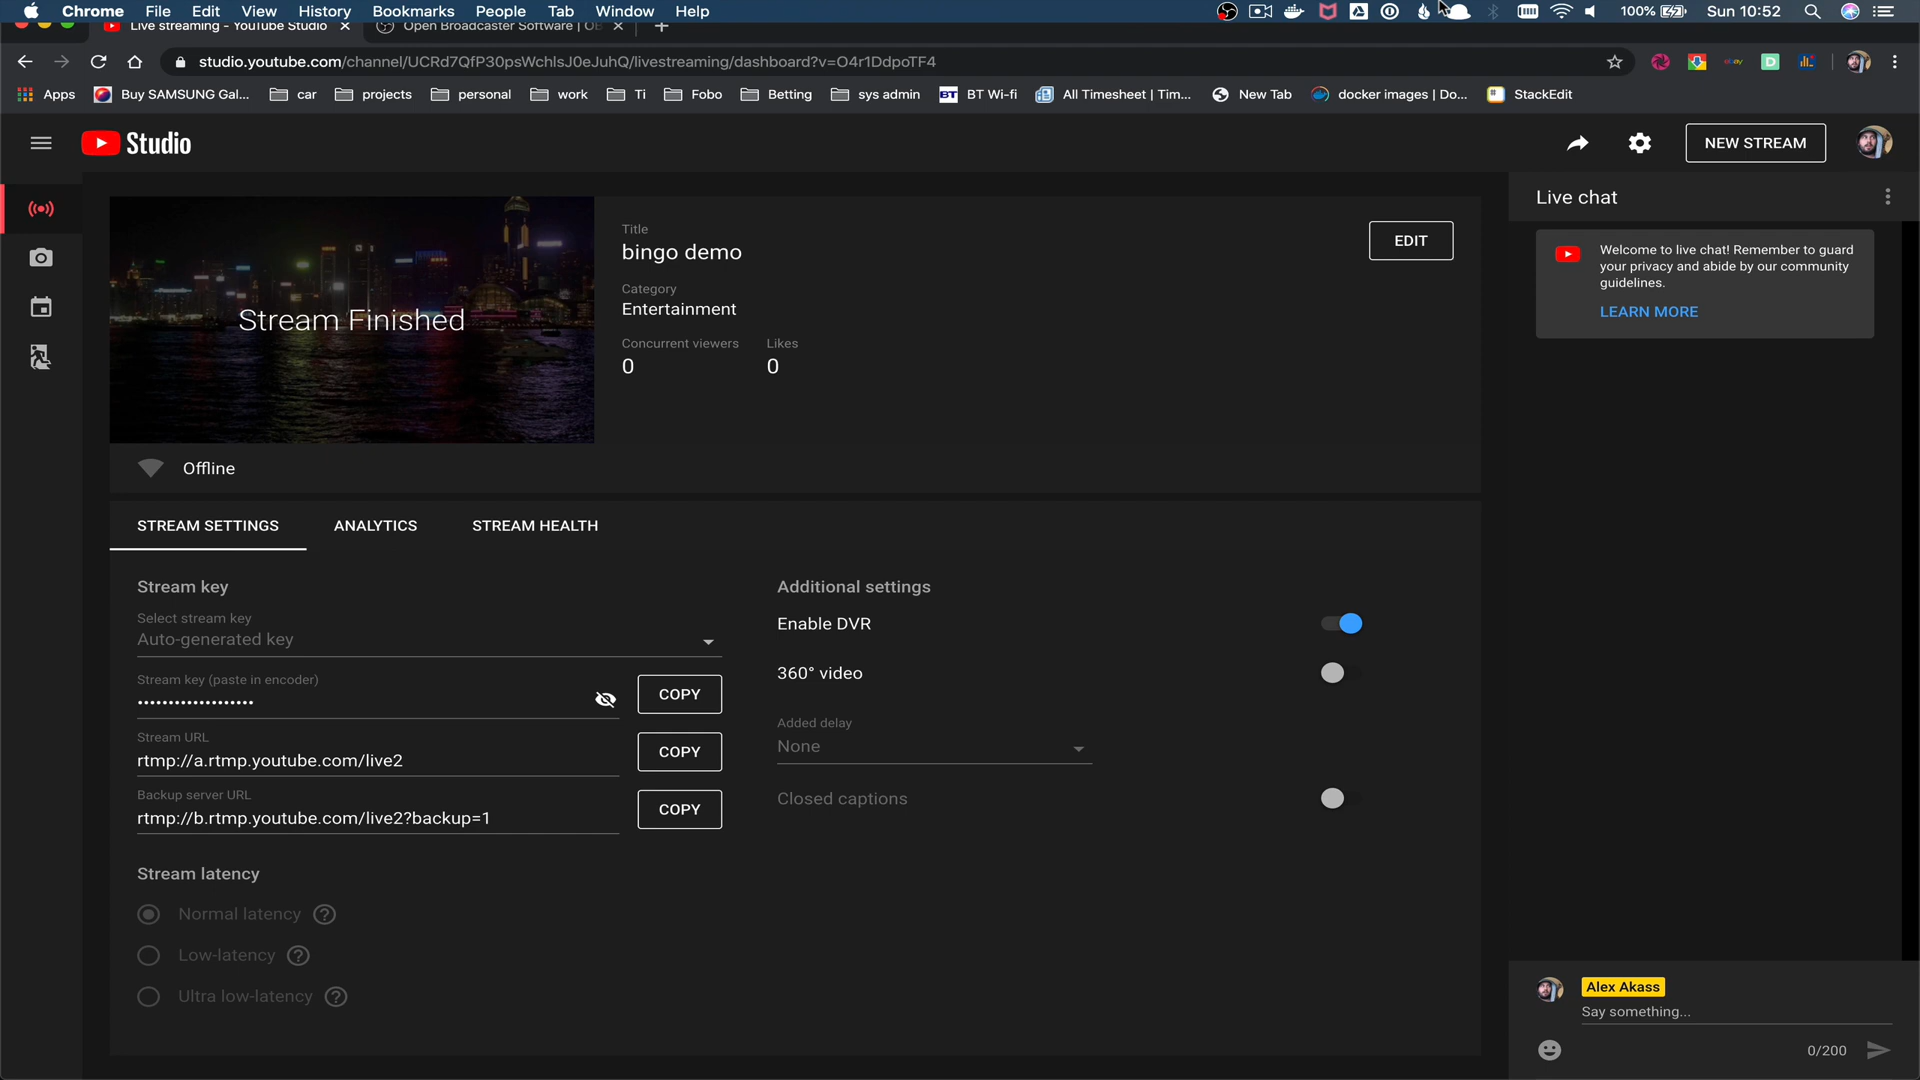 Chrome File Edit View History Bookmarks People Tab Window Help 100% Sun 10:52
Live streaming - YouTube Studio Open Broadcaster Software | OB
studio.youtube.com/channel/UCRd7QfP30psWchlsJ0eJuhQ/livestreaming/dashboard?v=O4r1DdpoTF4
Apps Buy SAMSUNG Gal... car projects personal work Ti Fobo Betting sys admin BT BT Wi-fi All Timesheet | Tim... New Tab docker images | Do... StackEdit
Studio NEW STREAM
Live chat
Title
bingo demo
EDIT
Category
Entertainment
Concurrent viewers Likes
0 0
Stream Finished
Offline
Welcome to live chat! Remember to guard
your privacy and abide by our community
guidelines.
LEARN MORE
STREAM SETTINGS ANALYTICS STREAM HEALTH
Stream key
Select stream key
Auto-generated key
Stream key (paste in encoder)
••••••••••••••••••• COPY
Stream URL
rtmp://a.rtmp.youtube.com/live2 COPY
Backup server URL
rtmp://b.rtmp.youtube.com/live2?backup=1 COPY
Stream latency
Normal latency ?
Low-latency ?
Ultra low-latency ?
Additional settings
Enable DVR
360° video
Added delay
None
Closed captions
Alex Akass
Say something...
0/200